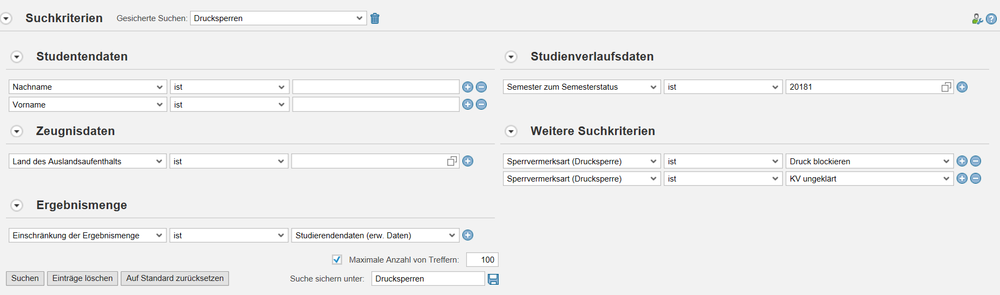 Suchkriterien Gesicherte Suchen: Drucksperren
Studentendaten
Nachname ist
Vorname ist
Studienverlaufsdaten
Semester zum Semesterstatus ist 20181
Zeugnisdaten
Land des Auslandsaufenthalts ist
Weitere Suchkriterien
Sperrvermerksart (Drucksperre) ist Druck blockieren
Sperrvermerksart (Drucksperre) ist KV ungeklärt
Ergebnismenge
Einschränkung der Ergebnismenge ist Studierendendaten (erw. Daten)
Maximale Anzahl von Treffern: 100
Suchen Einträge löschen Auf Standard zurücksetzen Suche sichern unter: Drucksperren